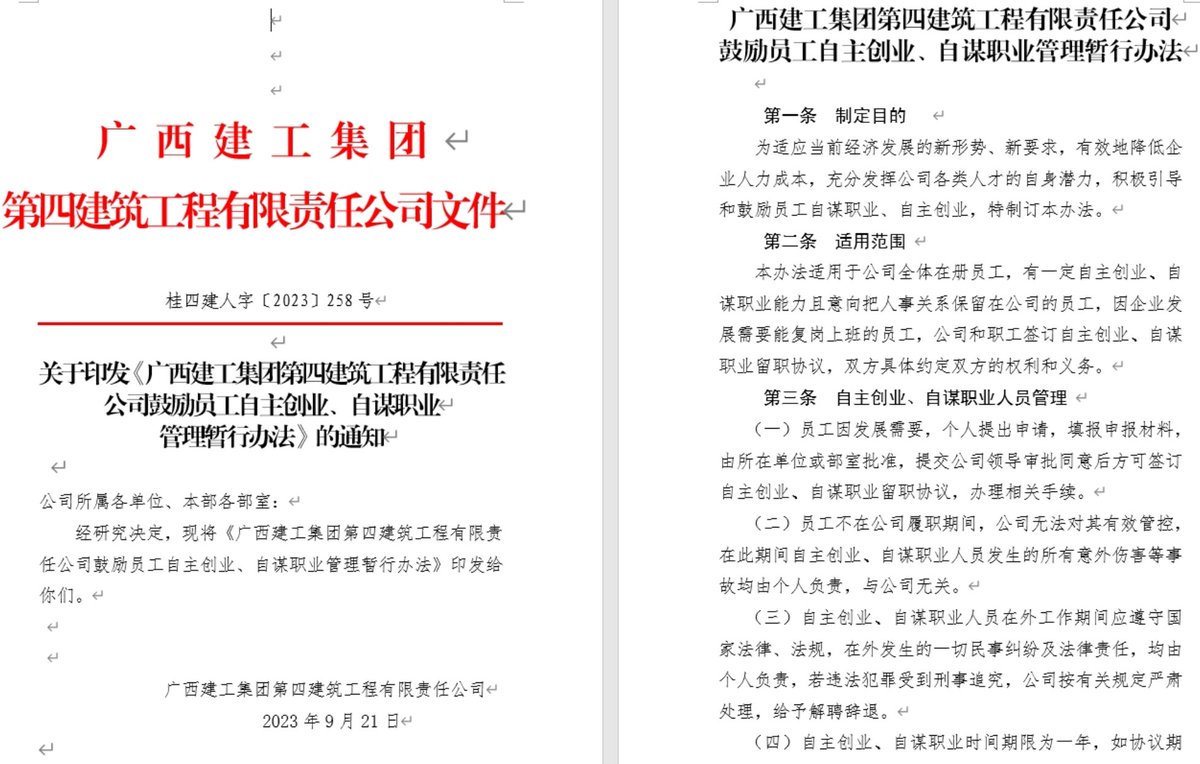 广西建工集团
第四建筑工程有限责任公司文件
桂四建人字〔2023〕258 号
关于印发《广西建工集团第四建筑工程有限责任
公司鼓励员工自主创业、自谋职业
管理暂行办法》的通知
公司所属各单位、本部各部室：
经研究决定，现将《广西建工集团第四建筑工程有限责
任公司鼓励员工自主创业、自谋职业管理暂行办法》印发给
你们。
广西建工集团第四建筑工程有限责任公司
2023 年 9 月 21 日
广西建工集团第四建筑工程有限责任公司
鼓励员工自主创业、自谋职业管理暂行办法
第一条 制定目的
为适应当前经济发展的新形势、新要求，有效地降低企
业人力成本，充分发挥公司各类人才的自身潜力，积极引导
和鼓励员工自谋职业、自主创业，特制订本办法。
第二条 适用范围
本办法适用于公司全体在册员工，有一定自主创业、自
谋职业能力且意向把人事关系保留在公司的员工，因企业发
展需要能复岗上班的员工，公司和职工签订自主创业、自谋
职业留职协议，双方具体约定双方的权利和义务。
第三条 自主创业、自谋职业人员管理
（一）员工因发展需要，个人提出申请，填报申报材料，
由所在单位或部室批准，提交公司领导审批同意后方可签订
自主创业、自谋职业留职协议，办理相关手续。
（二）员工不在公司履职期间，公司无法对其有效管控，
在此期间自主创业、自谋职业人员发生的所有意外伤害等事
故均由个人负责，与公司无关。
（三）自主创业、自谋职业人员在外工作期间应遵守国
家法律、法规，在外发生的一切民事纠纷及法律责任，均由
个人负责，若违法犯罪受到刑事追究，公司按有关规定严肃
处理，给予解聘辞退。
（四）自主创业、自谋职业时间期限为一年，如协议期